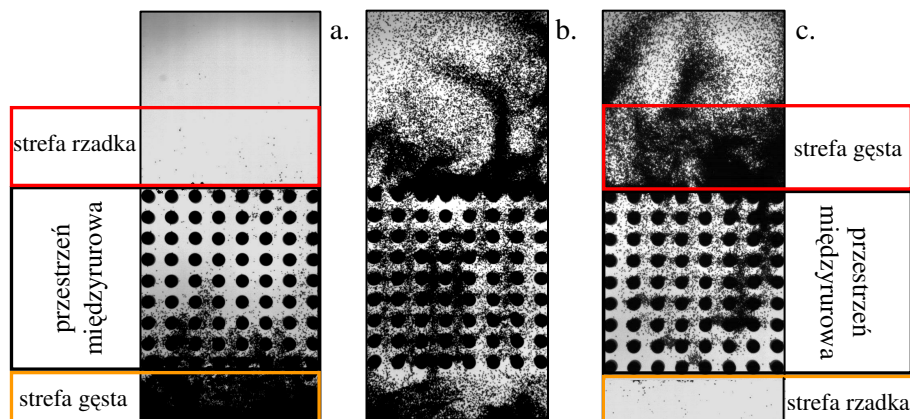 a.
b.
c.
strefa rzadka
strefa gęsta
przestrzeń
międzyrurowa
przestrzeń
międzyrurowa
strefa gęsta
strefa rzadka